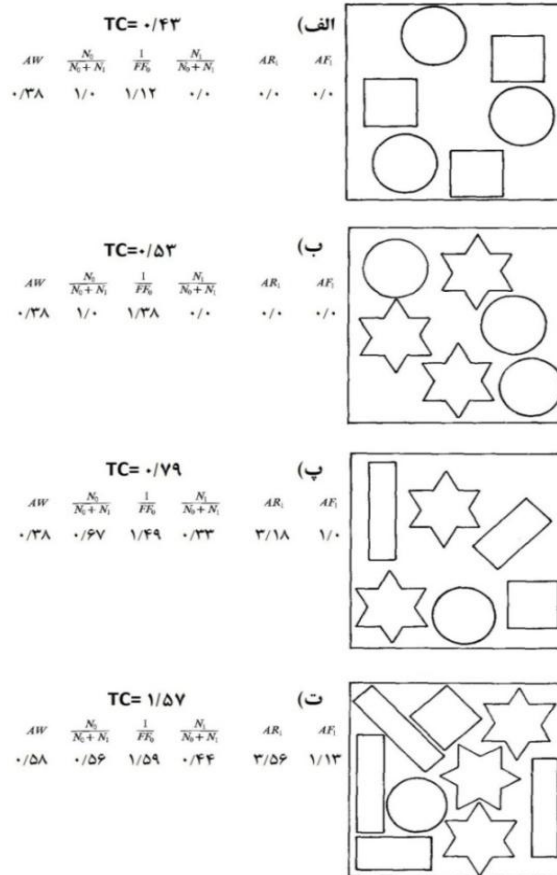 الف) TC= ۰/۴۳
AW N₀/(N₀+N₁) 1/FF₀ N₁/(N₀+N₁) AR₁ AF₁
۰/۳۸ ۱/۰ ۱/۱۲ ۰/۰ ۰/۰ ۰/۰
ب) TC=۰/۵۳
AW N₀/(N₀+N₁) 1/FF₀ N₁/(N₀+N₁) AR₁ AF₁
۰/۳۸ ۱/۰ ۱/۳۸ ۰/۰ ۰/۰ ۰/۰
پ) TC= ۰/۷۹
AW N₀/(N₀+N₁) 1/FF₀ N₁/(N₀+N₁) AR₁ AF₁
۰/۳۸ ۰/۶۷ ۱/۴۹ ۰/۳۳ ۳/۱۸ ۱/۰
ت) TC= ۱/۵۷
AW N₀/(N₀+N₁) 1/FF₀ N₁/(N₀+N₁) AR₁ AF₁
۰/۵۸ ۰/۵۶ ۱/۵۹ ۰/۴۴ ۳/۵۶ ۱/۱۳